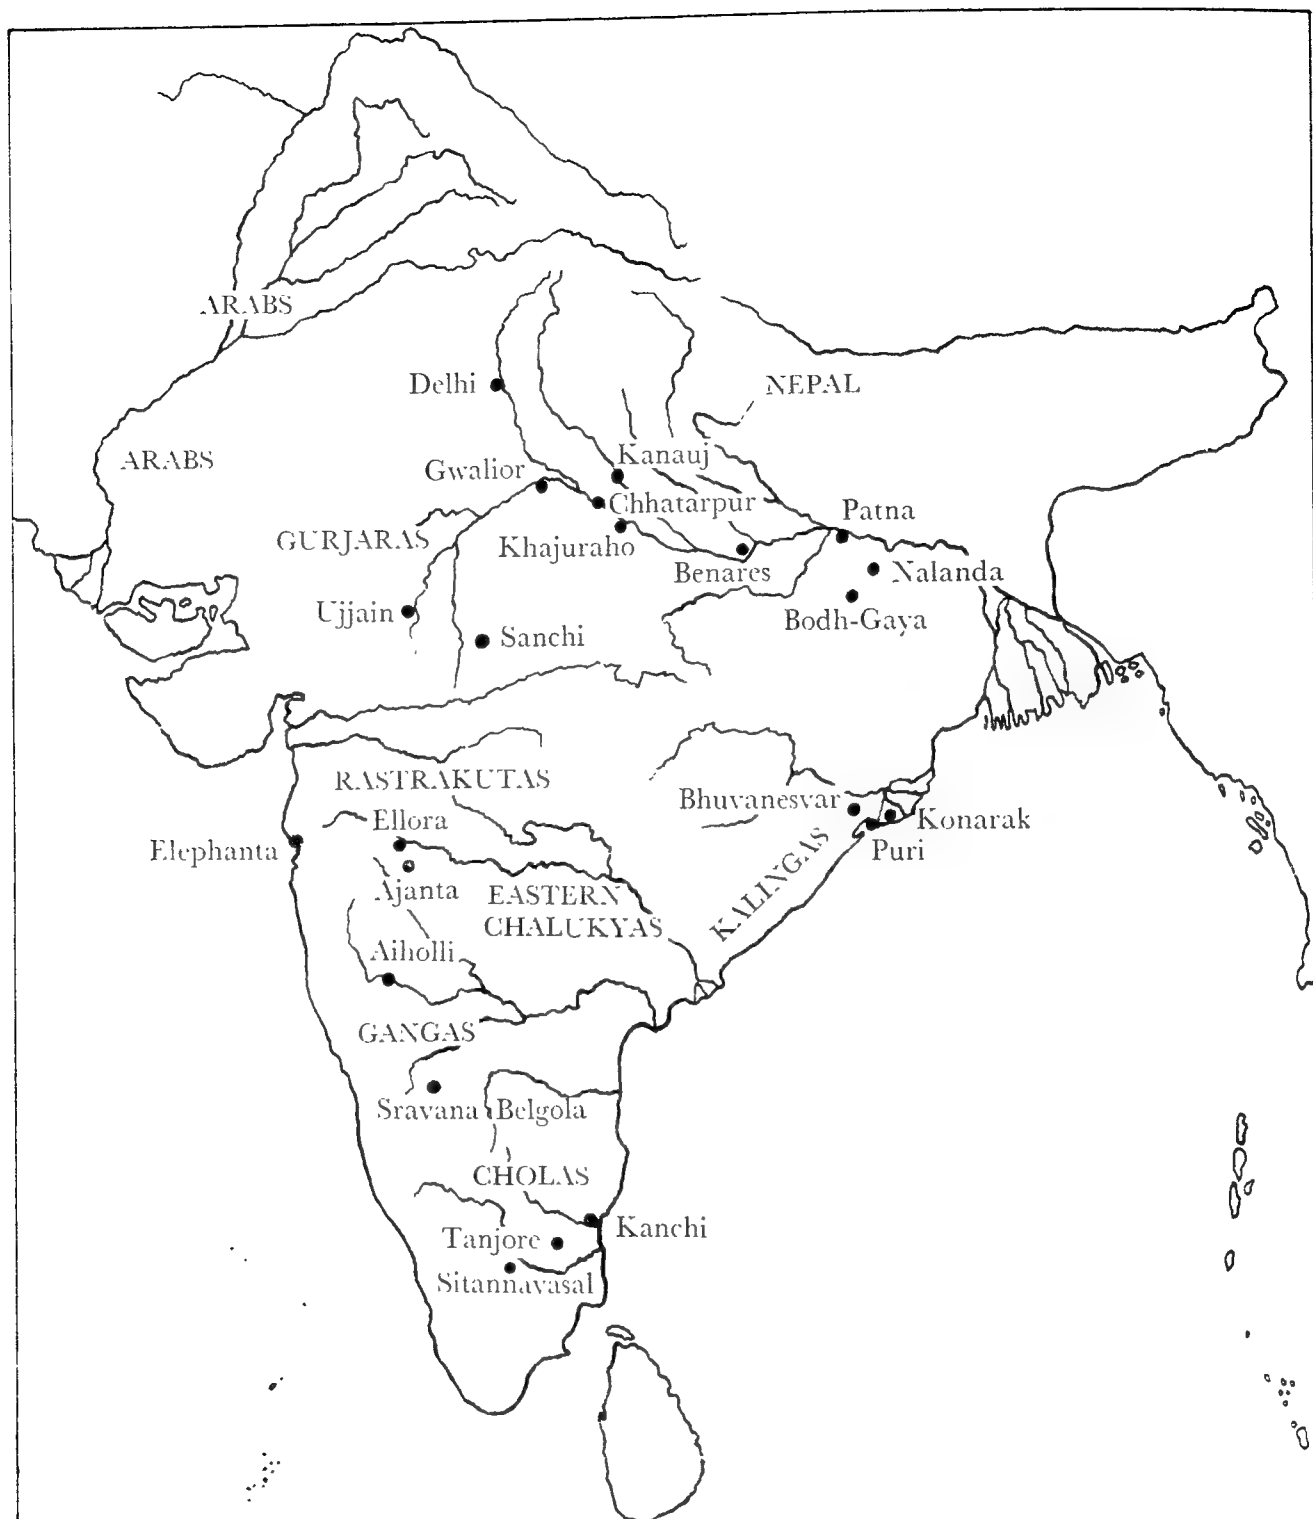 ARABS
Delhi
NEPAL
ARABS
Kanauj
Gwalior
Chhatarpur
Patna
GURJARAS
Khajuraho
Benares
Nalanda
Ujjain
Bodh-Gaya
Sanchi
RASTRAKUTAS
Bhuvanesvar
Ellora
Konarak
Elephanta
Puri
Ajanta
EASTERN
CHALUKYAS
KALINGAS
Aiholli
GANGAS
Sravana Belgola
CHOLAS
Kanchi
Tanjore
Sitannavasal